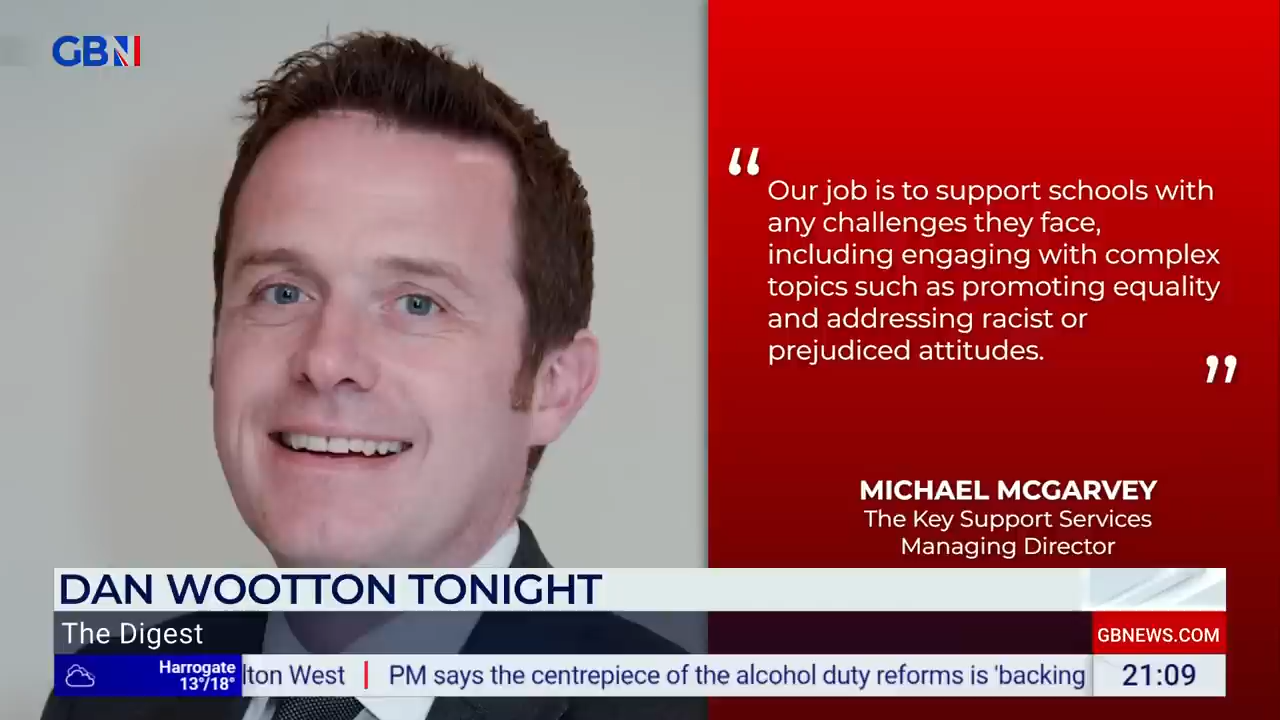 GBN
“
Our job is to support schools with
any challenges they face,
including engaging with complex
topics such as promoting equality
and addressing racist or
prejudiced attitudes.
”
MICHAEL MCGARVEY
The Key Support Services
Managing Director
DAN WOOTTON TONIGHT
The Digest
GBNEWS.COM
Harrogate
13°/18°
lton West | PM says the centrepiece of the alcohol duty reforms is 'backing
21:09